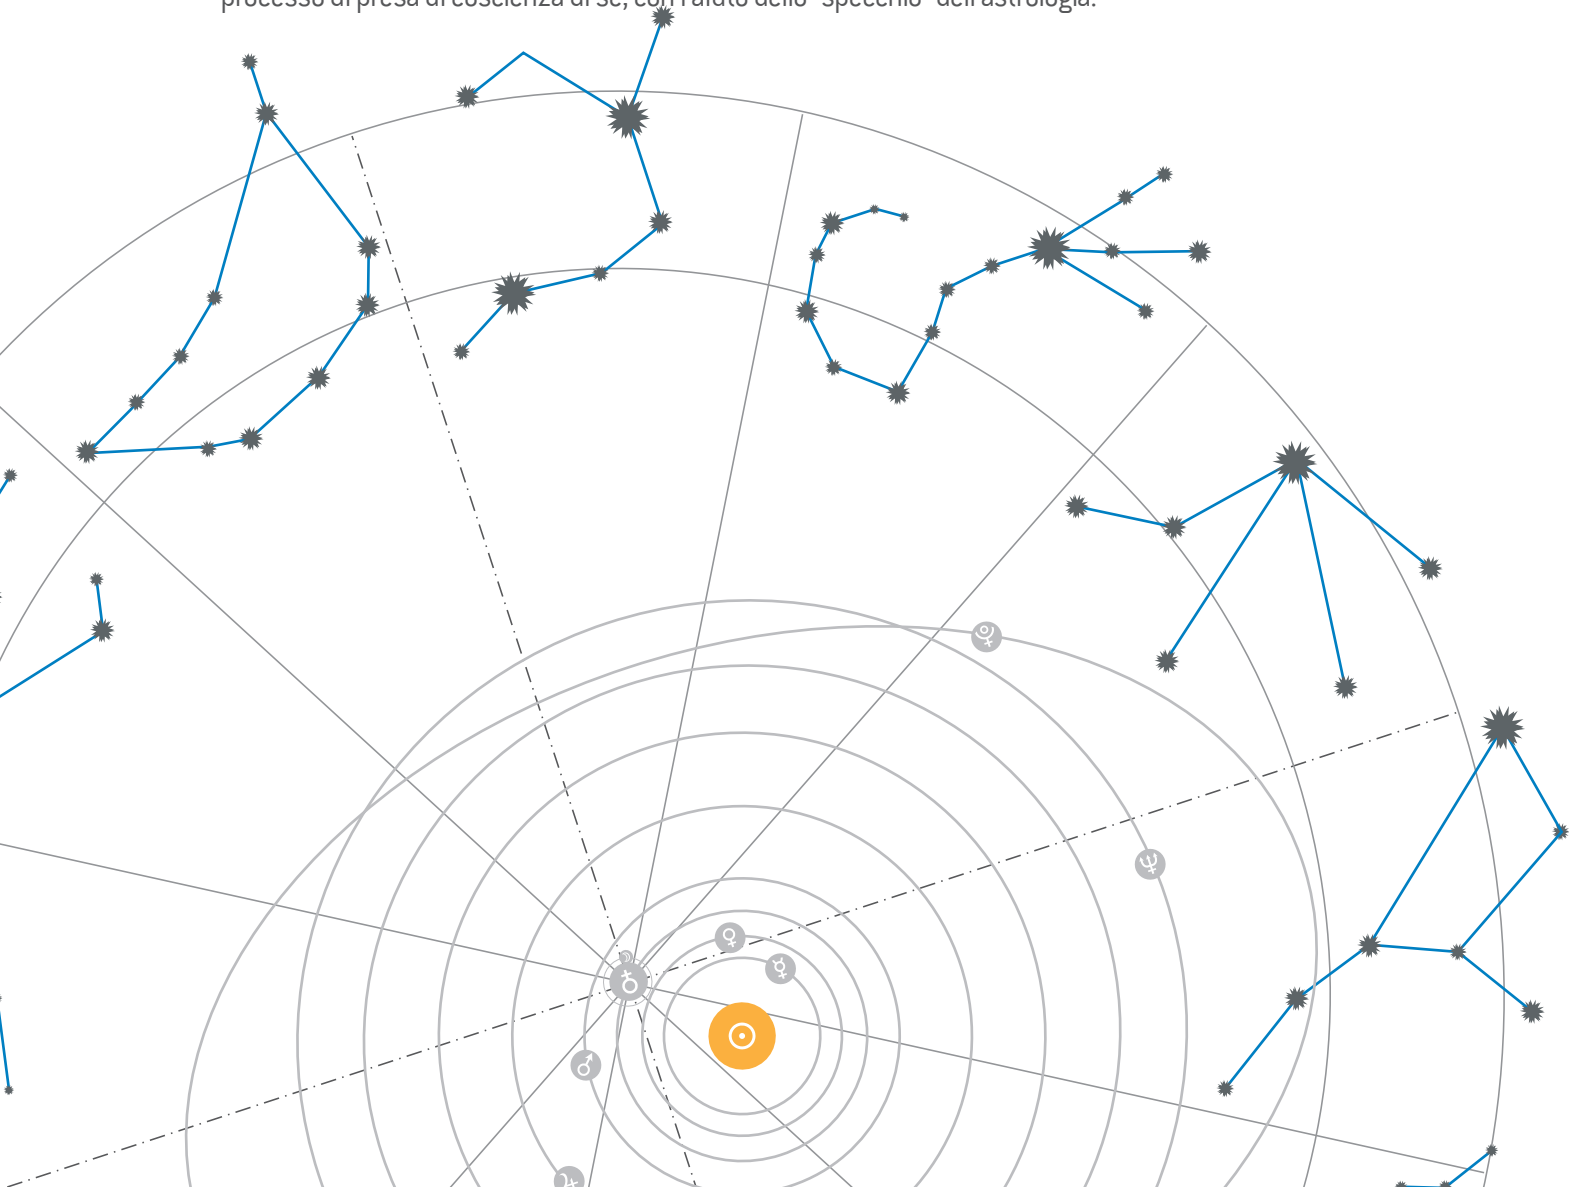 processo di presa di coscienza di sé, con l'aiuto dello "specchio" dell'astrologia.